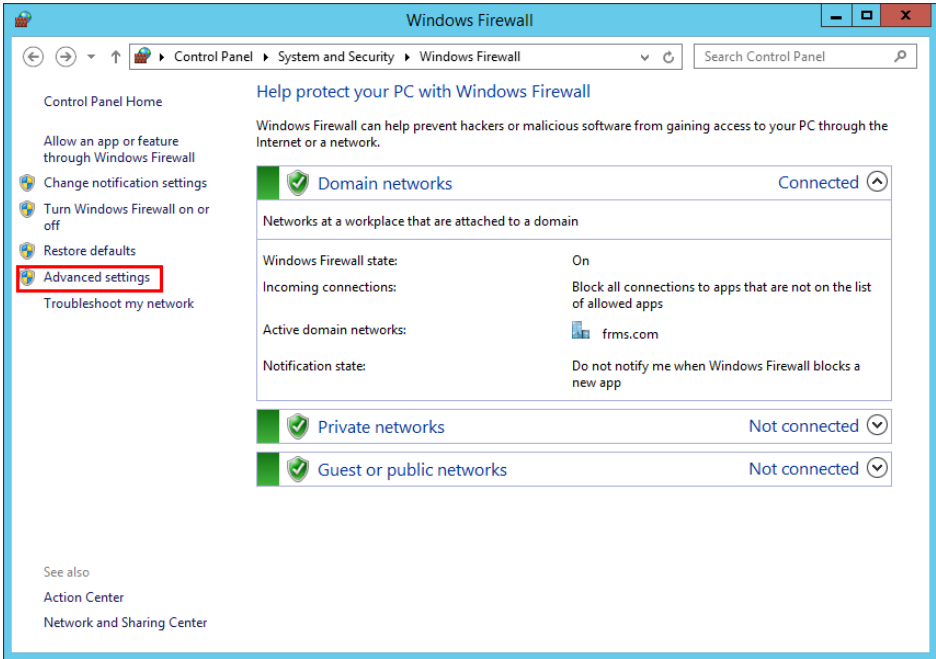 Windows Firewall
Control Panel System and Security Windows Firewall
Search Control Panel
Control Panel Home
Allow an app or feature
through Windows Firewall
Change notification settings
Turn Windows Firewall on or
off
Restore defaults
Advanced settings
Troubleshoot my network
See also
Action Center
Network and Sharing Center
Help protect your PC with Windows Firewall
Windows Firewall can help prevent hackers or malicious software from gaining access to your PC through the
Internet or a network.
Domain networks Connected
Networks at a workplace that are attached to a domain
Windows Firewall state: On
Incoming connections: Block all connections to apps that are not on the list
of allowed apps
Active domain networks: frms.com
Notification state: Do not notify me when Windows Firewall blocks a
new app
Private networks Not connected
Guest or public networks Not connected